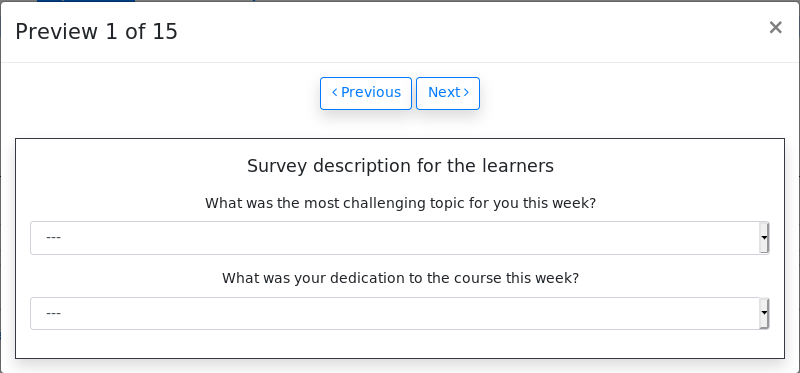 Preview 1 of 15
×
‹ Previous
Next ›
Survey description for the learners
What was the most challenging topic for you this week?
---
What was your dedication to the course this week?
---